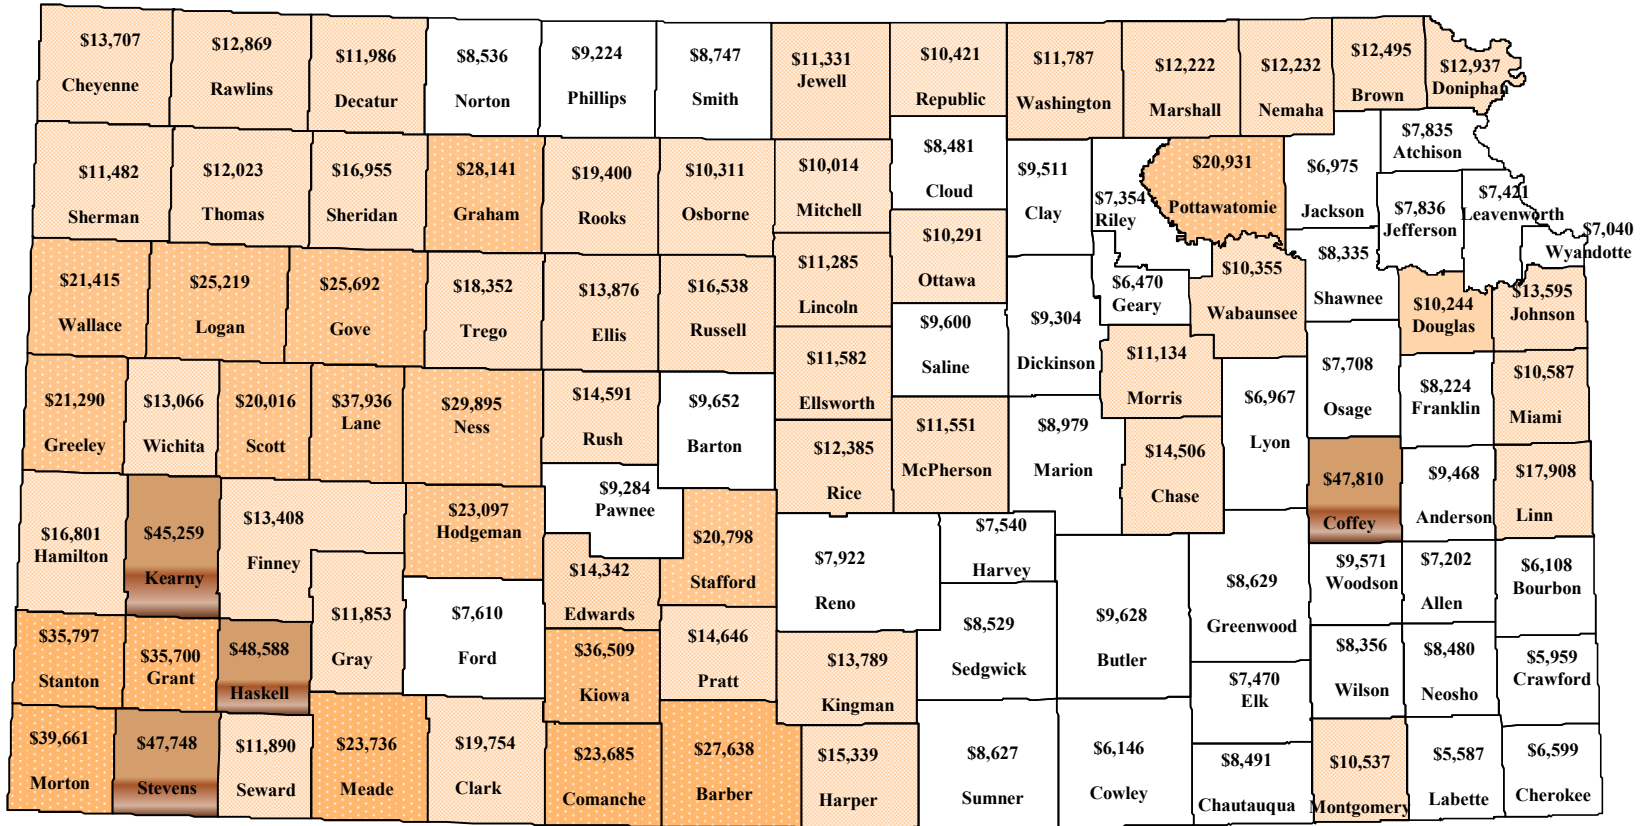 $13,707
Cheyenne
$12,869
Rawlins
$11,986
Decatur
$8,536
Norton
$9,224
Phillips
$8,747
Smith
$11,331
Jewell
$10,421
Republic
$11,787
Washington
$12,222
Marshall
$12,232
Nemaha
$12,495
Brown
$12,937
Doniphan
$11,482
Sherman
$12,023
Thomas
$16,955
Sheridan
$28,141
Graham
$19,400
Rooks
$10,311
Osborne
$10,014
Mitchell
$8,481
Cloud
$9,511
Clay
$7,354
Riley
$20,931
Pottawatomie
$6,975
Jackson
$7,835
Atchison
$7,836
Jefferson
$7,421
Leavenworth
$7,040
Wyandotte
$21,415
Wallace
$25,219
Logan
$25,692
Gove
$18,352
Trego
$13,876
Ellis
$16,538
Russell
$11,285
Lincoln
$10,291
Ottawa
$9,600
Saline
$9,304
Dickinson
$6,470
Geary
$10,355
Wabaunsee
$8,335
Shawnee
$10,244
Douglas
$13,595
Johnson
$21,290
Greeley
$13,066
Wichita
$20,016
Scott
$37,936
Lane
$29,895
Ness
$14,591
Rush
$9,652
Barton
$11,582
Ellsworth
$12,385
Rice
$11,551
McPherson
$8,979
Marion
$11,134
Morris
$14,506
Chase
$6,967
Lyon
$7,708
Osage
$8,224
Franklin
$10,587
Miami
$16,801
Hamilton
$45,259
Kearny
$13,408
Finney
$23,097
Hodgeman
$9,284
Pawnee
$14,342
Edwards
$20,798
Stafford
$7,922
Reno
$7,540
Harvey
$47,810
Coffey
$9,468
Anderson
$17,908
Linn
$35,797
Stanton
$35,700
Grant
$48,588
Haskell
$11,853
Gray
$7,610
Ford
$36,509
Kiowa
$14,646
Pratt
$13,789
Kingman
$8,529
Sedgwick
$9,628
Butler
$8,629
Greenwood
$9,571
Woodson
$7,202
Allen
$6,108
Bourbon
$39,661
Morton
$47,748
Stevens
$11,890
Seward
$23,736
Meade
$19,754
Clark
$23,685
Comanche
$27,638
Barber
$15,339
Harper
$8,627
Sumner
$6,146
Cowley
$7,470
Elk
$8,491
Chautauqua
$8,356
Wilson
$8,480
Neosho
$5,959
Crawford
$10,537
Montgomery
$5,587
Labette
$6,599
Cherokee